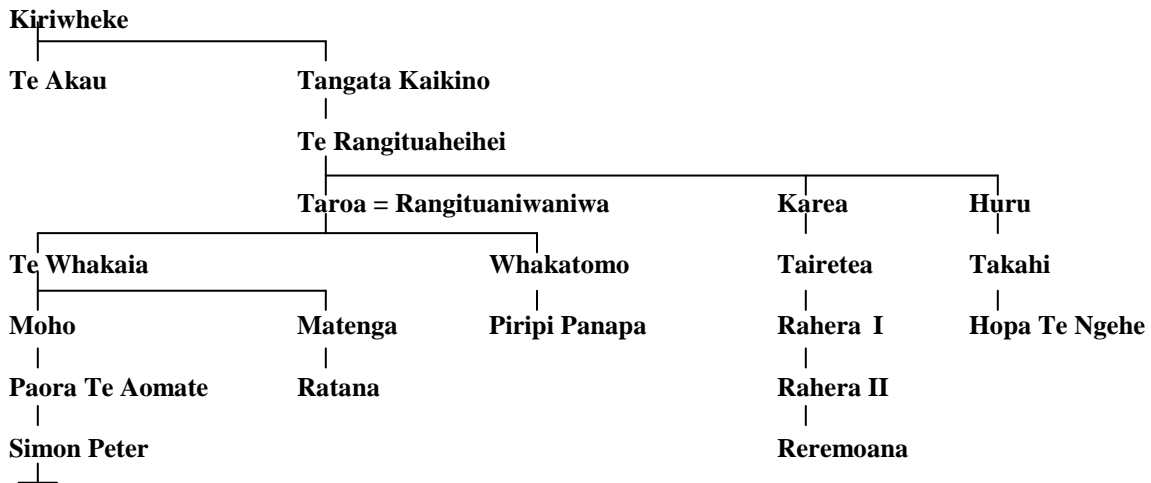 Kiriwheke
Te Akau Tangata Kaikino
Te Rangituaheihei
Taroa = Rangituaniwaniwa Karea Huru
Te Whakaia Whakatomo Tairetea Takahi
Moho Matenga Piripi Panapa Rahera I Hopa Te Ngehe
Paora Te Aomate Ratana Rahera II
Simon Peter Reremoana